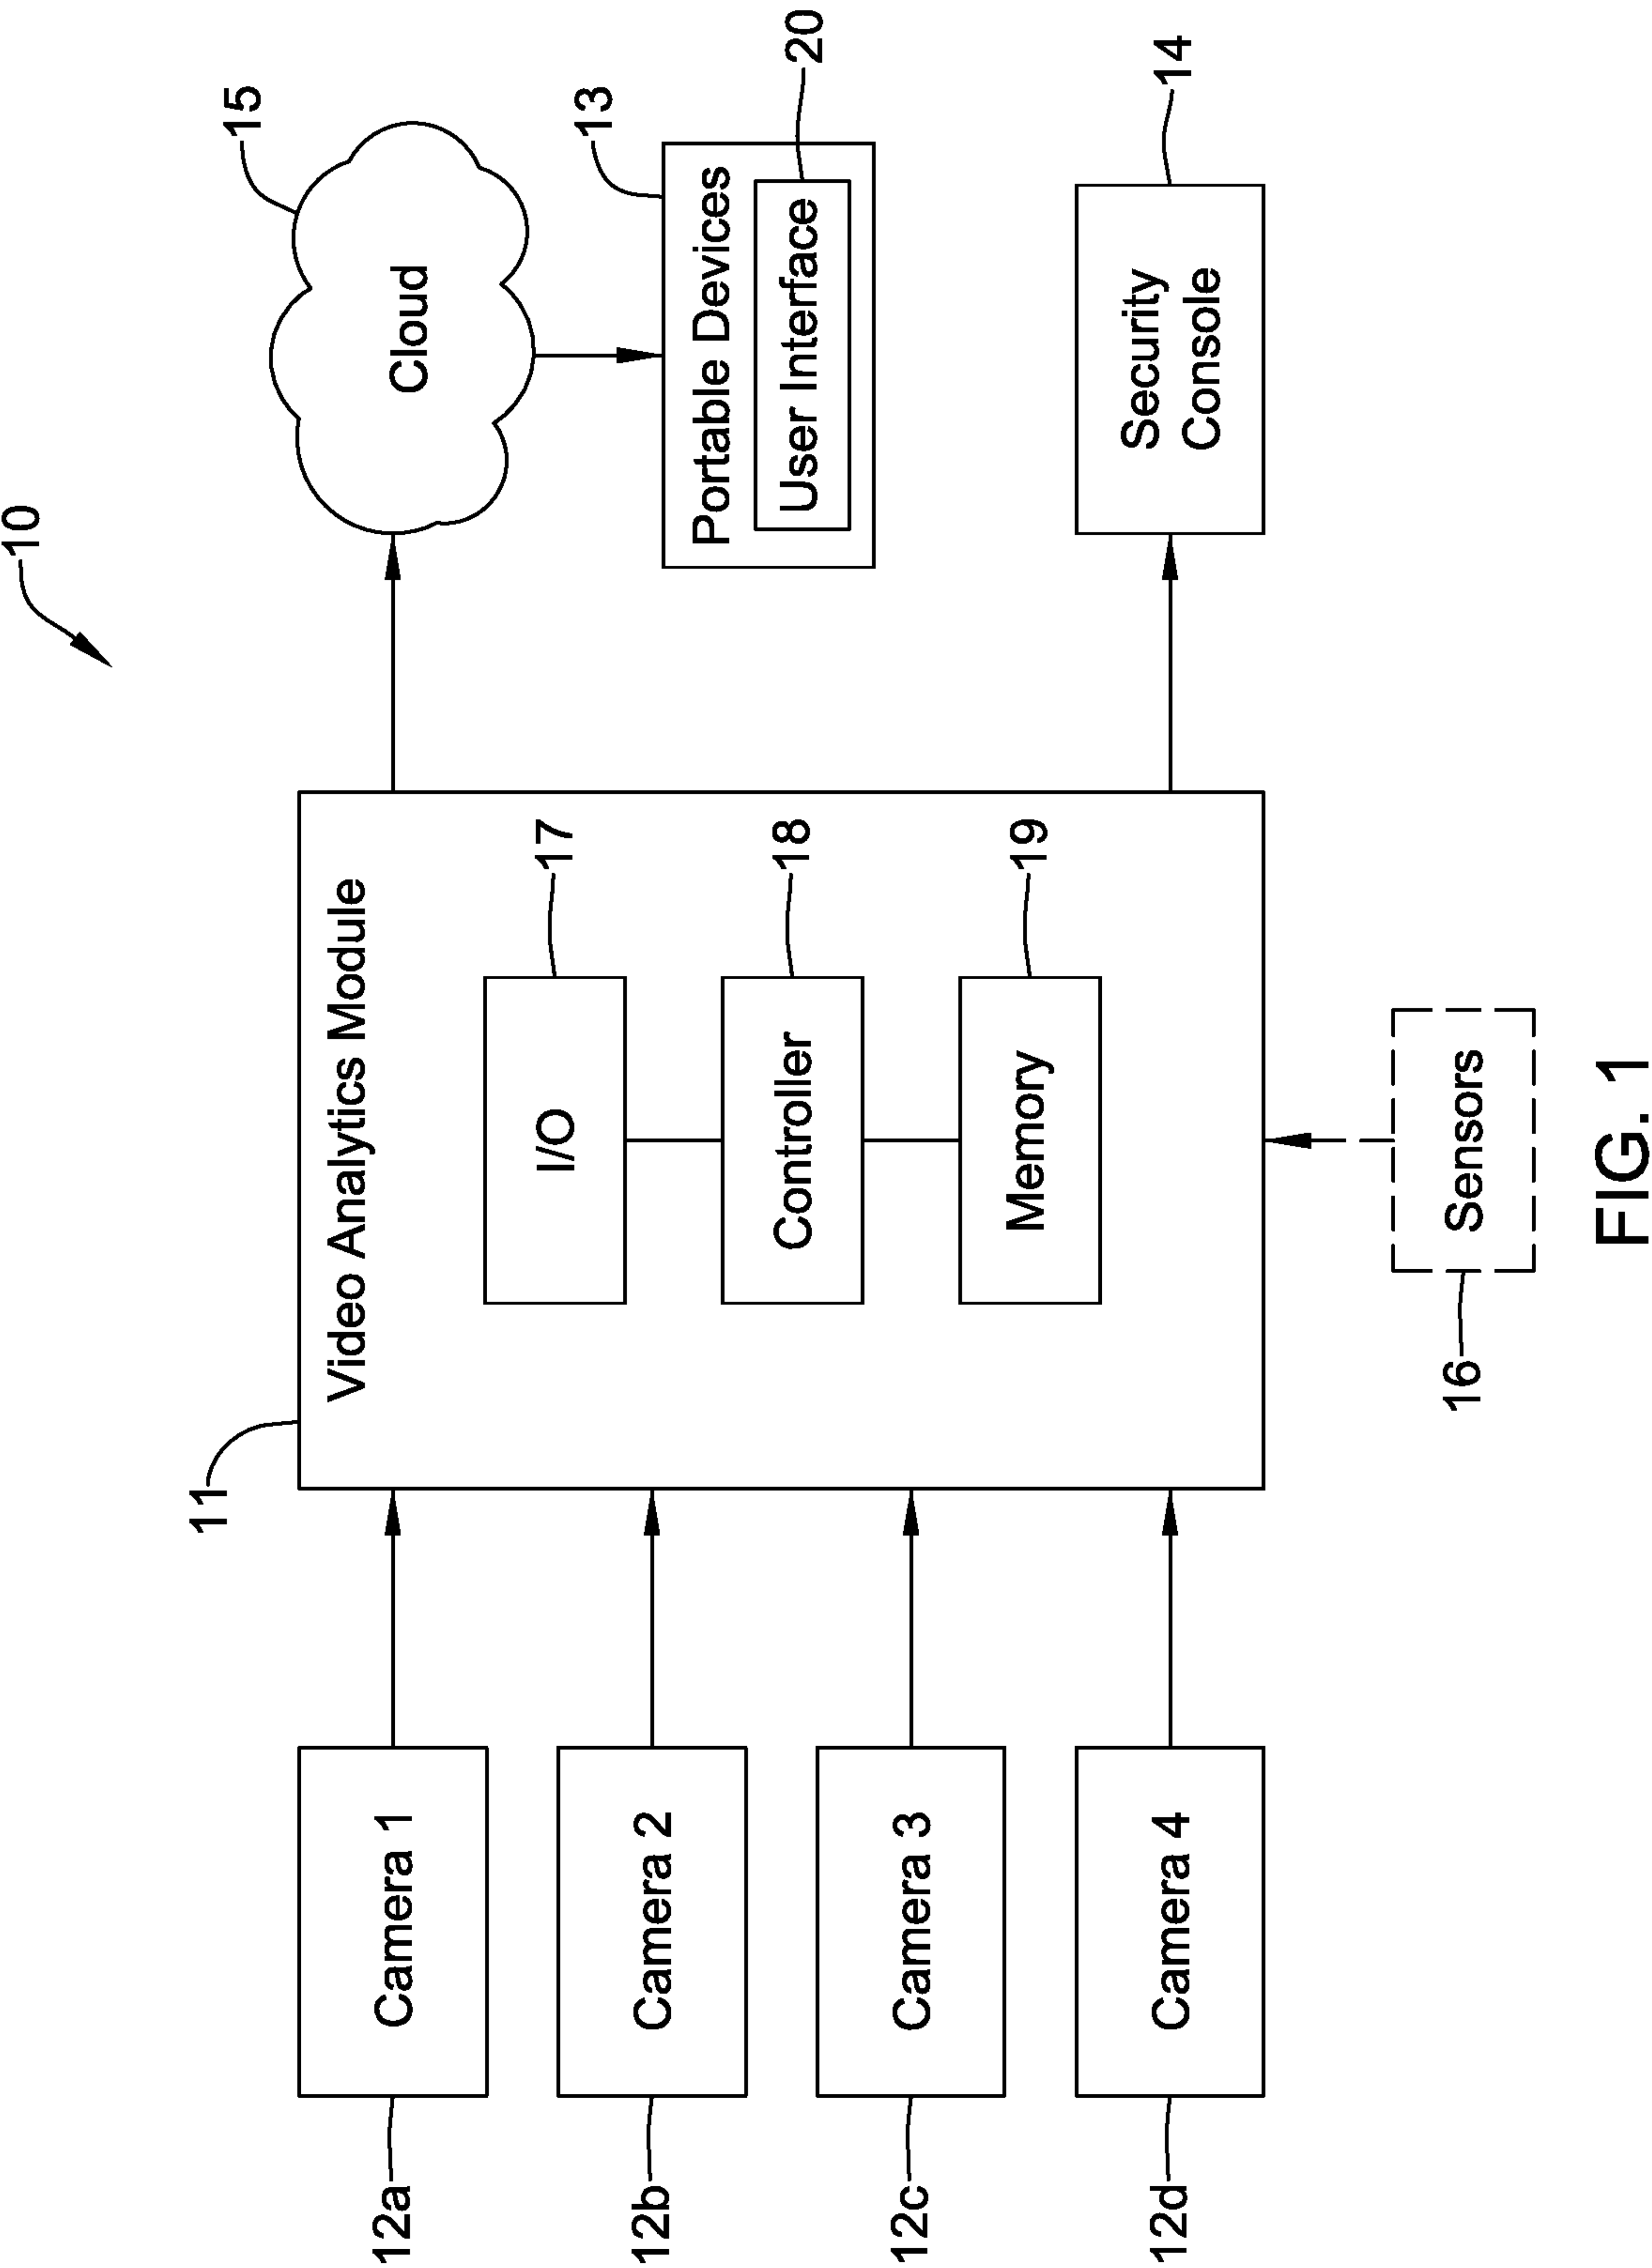 10
15
Cloud
13
Portable Devices
20
User Interface
14
Security
Console
11
Video Analytics Module
17
I/O
18
Controller
19
Memory
16
Sensors
Camera 1
12a
Camera 2
12b
Camera 3
12c
Camera 4
12d
FIG. 1